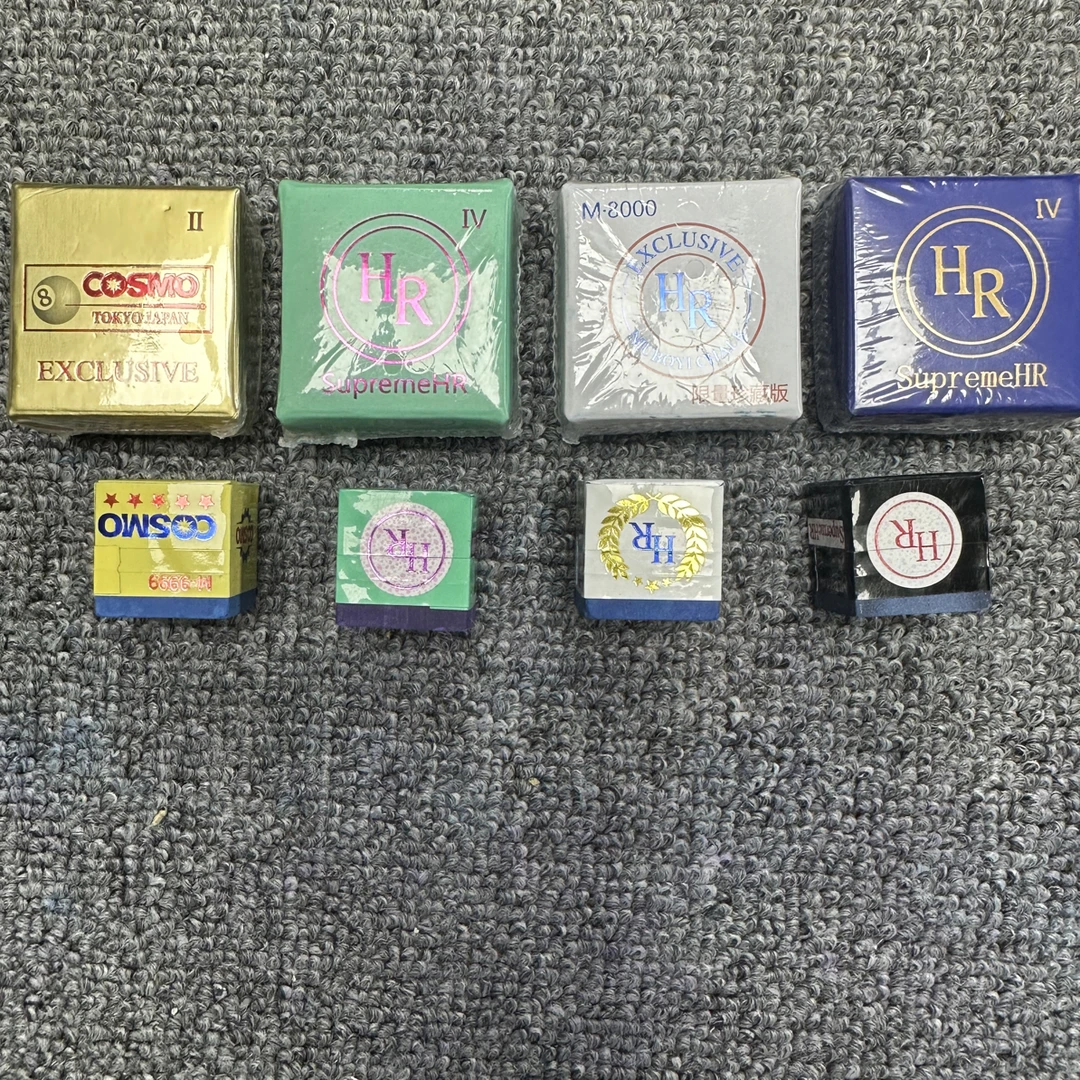 II
COSMO
TOKYO JAPAN
EXCLUSIVE
IV
HR
SupremeHR
M-8000
EXCLUSIVE
HR
限量珍藏版
IV
HR
SupremeHR
COSMO
M-9999
HR
HR
HR